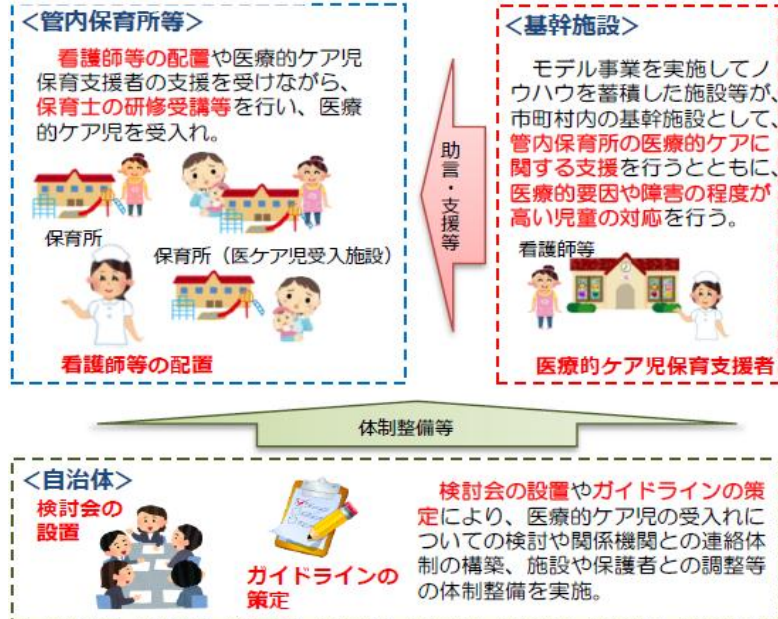 <管内保育所等>
看護師等の配置や医療的ケア児
保育支援者の支援を受けながら、
保育士の研修受講等を行い、医療
的ケア児を受入れ。
保育所
保育所（医ケア児受入施設）
看護師等の配置
助言・支援等
<基幹施設>
モデル事業を実施してノ
ウハウを蓄積した施設等が、
市町村内の基幹施設として、
管内保育所の医療的ケアに
関する支援を行うとともに、
医療的要因や障害の程度が
高い児童の対応を行う。
看護師等
医療的ケア児保育支援者
体制整備等
<自治体>
検討会の
設置
ガイドラインの
策定
検討会の設置やガイドラインの策
定により、医療的ケア児の受入れに
ついての検討や関係機関との連絡体
制の構築、施設や保護者との調整等
の体制整備を実施。